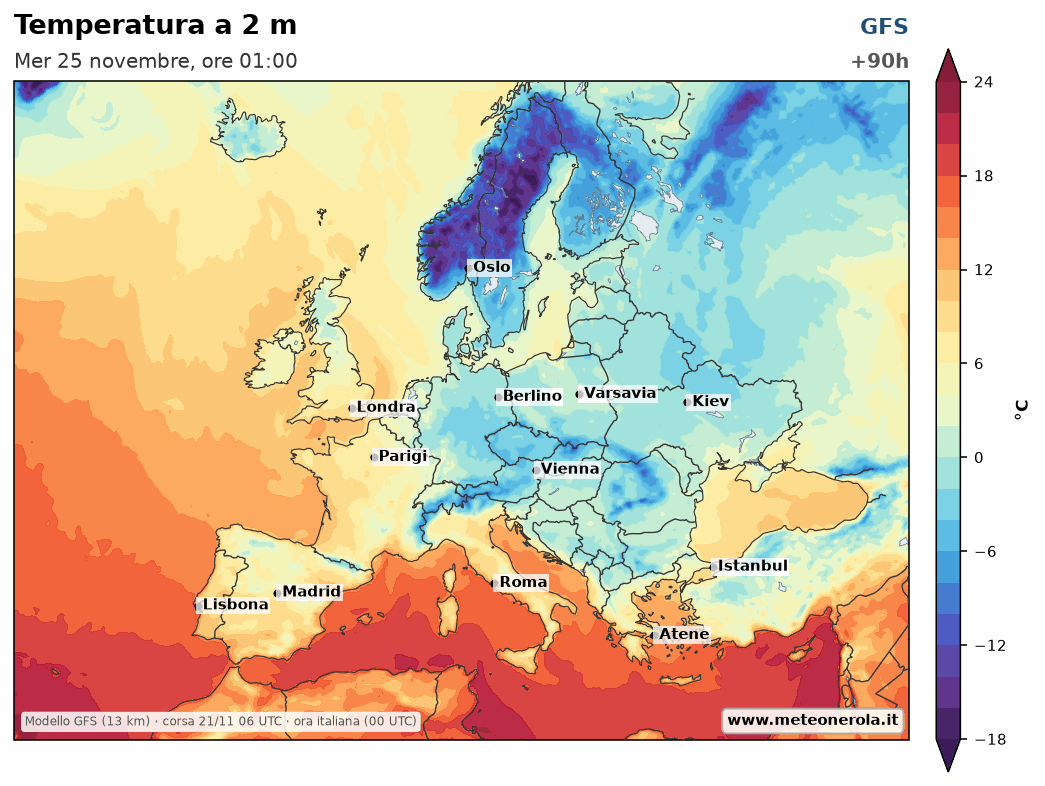 Temperatura a 2 m
GFS
Mer 25 novembre, ore 01:00
+90h
24
18
12
6
0
−6
−12
−18
°C
Oslo
Berlino
Varsavia
Kiev
Londra
Parigi
Vienna
Istanbul
Roma
Madrid
Lisbona
Atene
Modello GFS (13 km) · corsa 21/11 06 UTC · ora italiana (00 UTC)
www.meteonerola.it